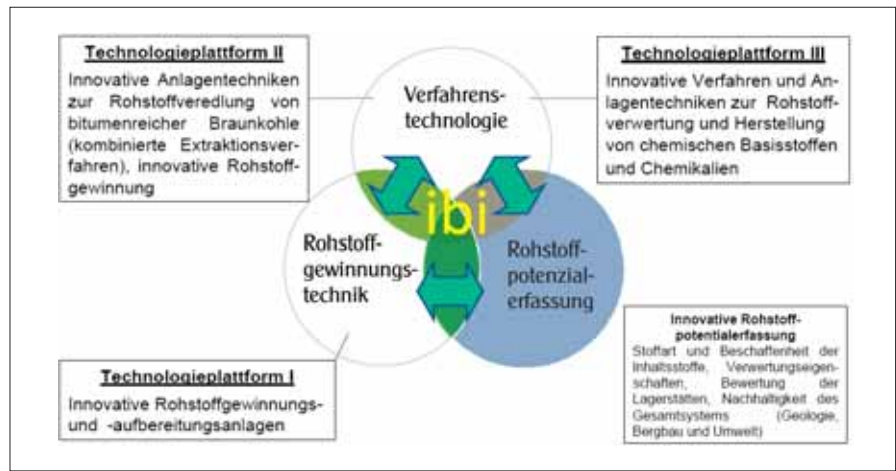 Technologieplattform II
Innovative Anlagentechniken
zur Rohstoffveredlung von
bitumenreicher Braunkohle
(kombinierte Extraktionsver-
fahren), innovative Rohstoff-
gewinnung
Technologieplattform III
Innovative Verfahren und An-
lagentechniken zur Rohstoff-
verwertung und Herstellung
von chemischen Basisstoffen
und Chemikalien
Verfahrens-
technologie
ibi
Rohstoff-
gewinnungs-
technik
Rohstoff-
potenzial-
erfassung
Technologieplattform I
Innovative Rohstoffgewinnungs-
und -aufbereitungsanlagen
Innovative Rohstoff-
potentialerfassung
Stoffart und Beschaffenheit der
Inhaltsstoffe, Verwertungseigen-
schaften, Bewertung der
Lagerstätten, Nachhaltigkeit des
Gesamtsystems (Geologie,
Bergbau und Umwelt)